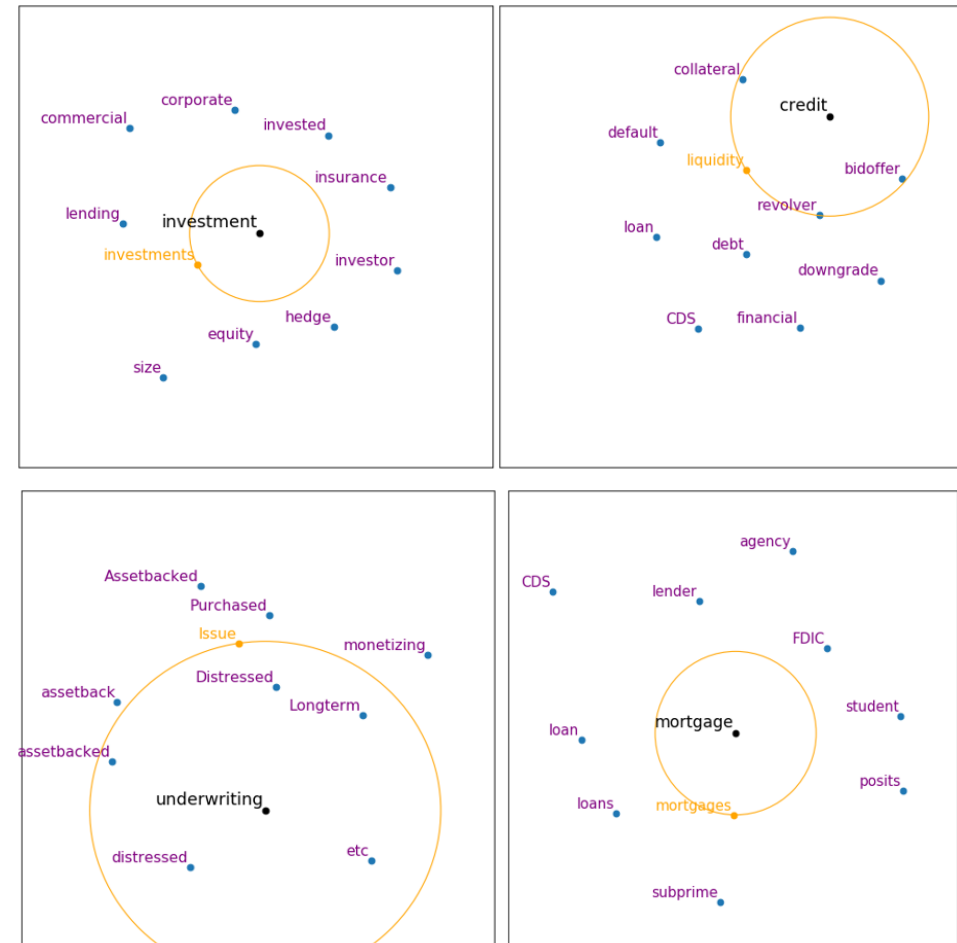 corporate
commercial
invested
insurance
lending
investment
investments
investor
hedge
equity
size
collateral
credit
default
liquidity
bidoffer
revolver
loan
debt
downgrade
CDS
financial
Assetbacked
Purchased
Issue
monetizing
Distressed
assetback
Longterm
assetbacked
underwriting
etc
distressed
agency
CDS
lender
FDIC
student
mortgage
loan
posits
loans
mortgages
subprime